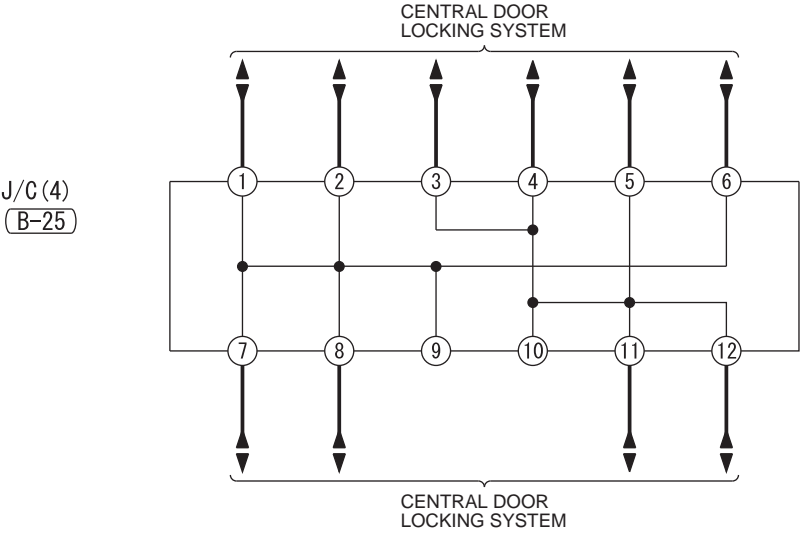 CENTRAL DOOR
LOCKING SYSTEM
1 2 3 4 5 6
J/C(4)
B-25
7 8 9 10 11 12
CENTRAL DOOR
LOCKING SYSTEM